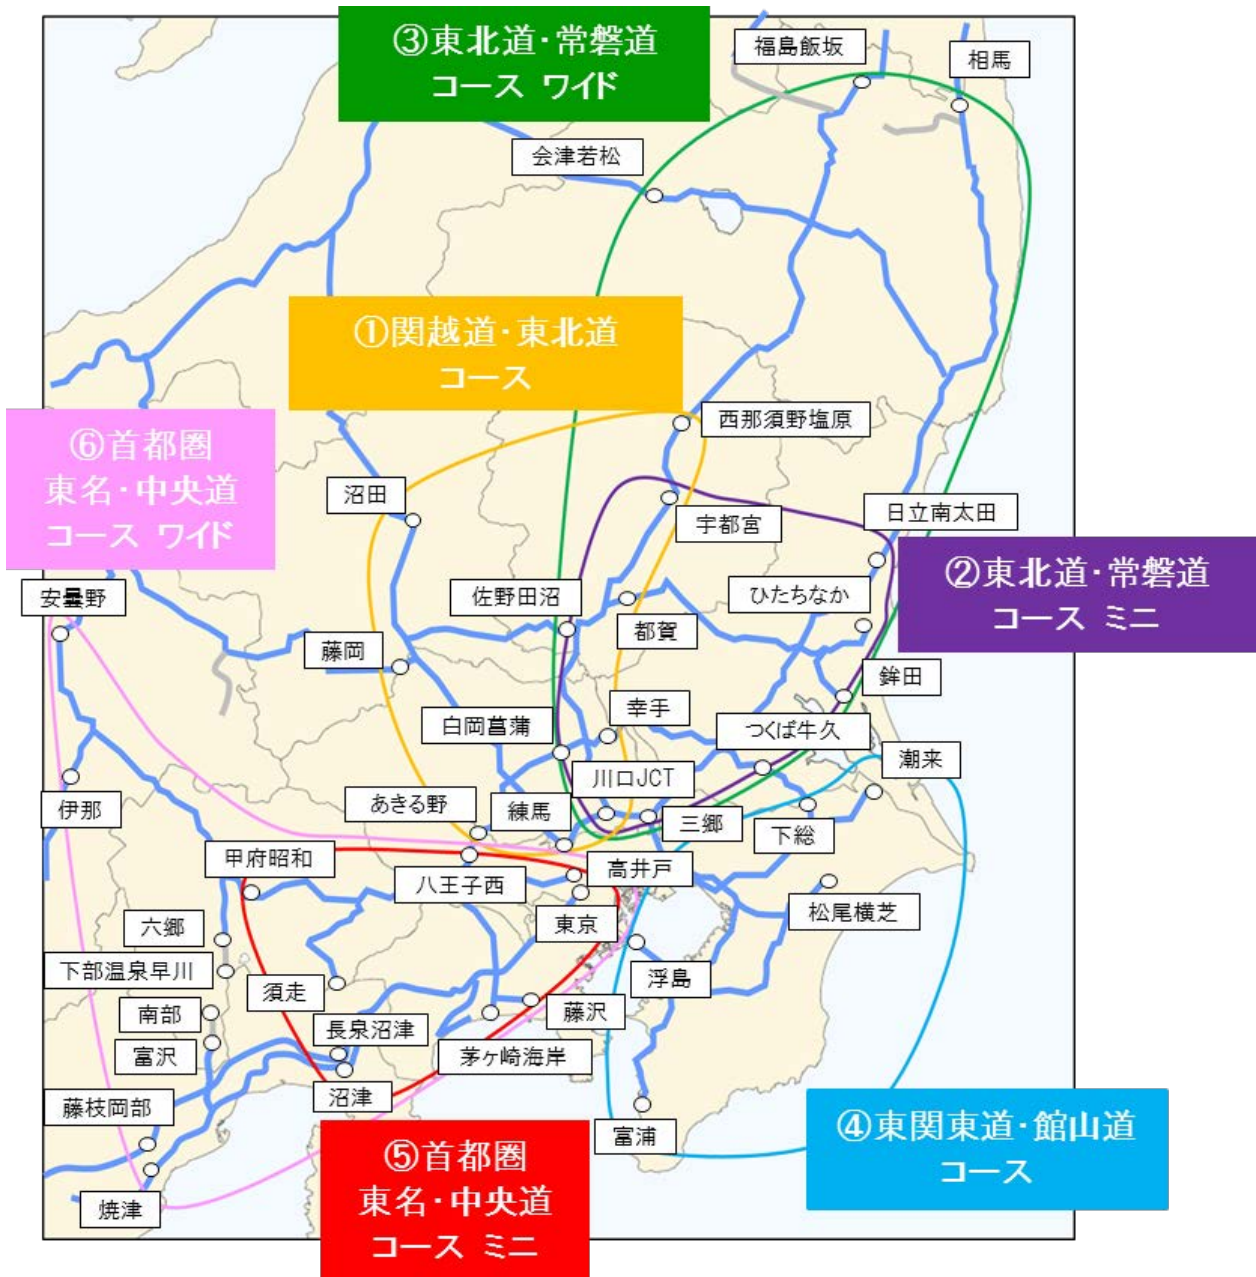 ③東北道・常磐道
コース ワイド
福島飯坂
相馬
会津若松
①関越道・東北道
コース
西那須野塩原
⑥首都圏
東名・中央道
コース ワイド
沼田
宇都宮
日立南太田
②東北道・常磐道
コース ミニ
安曇野
佐野田沼
ひたちなか
都賀
藤岡
鉾田
白岡菖蒲
幸手
つくば牛久
潮来
川口JCT
伊那
あきる野
練馬
三郷
下総
甲府昭和
八王子西
高井戸
東京
松尾横芝
六郷
下部温泉早川
須走
浮島
南部
長泉沼津
藤沢
富沢
茅ヶ崎海岸
沼津
藤枝岡部
富浦
④東関東道・館山道
コース
⑤首都圏
東名・中央道
コース ミニ
焼津